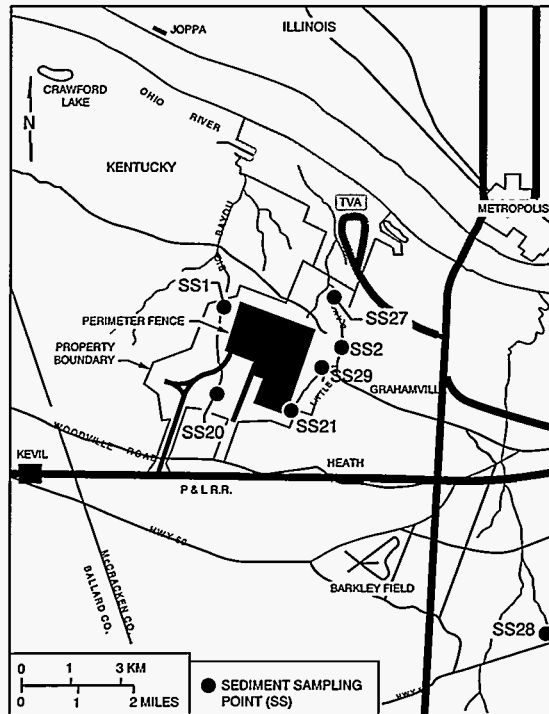 JOPPA
ILLINOIS
CRAWFORD
LAKE
OHIO
RIVER
N
KENTUCKY
TVA
METROPOLIS
BIG BAYOU
SS1
SS27
PERIMETER FENCE
SS2
PROPERTY
BOUNDARY
SS29
LITTLE
GRAHAMVILL
SS20
SS21
WOODVILLE ROAD
KEVIL
HEATH
P & L R.R.
HWY 60
McCRACKEN CO.
BALLARD CO.
BARKLEY FIELD
SS28
0 1 3 KM
0 1 2 MILES
SEDIMENT SAMPLING
POINT (SS)